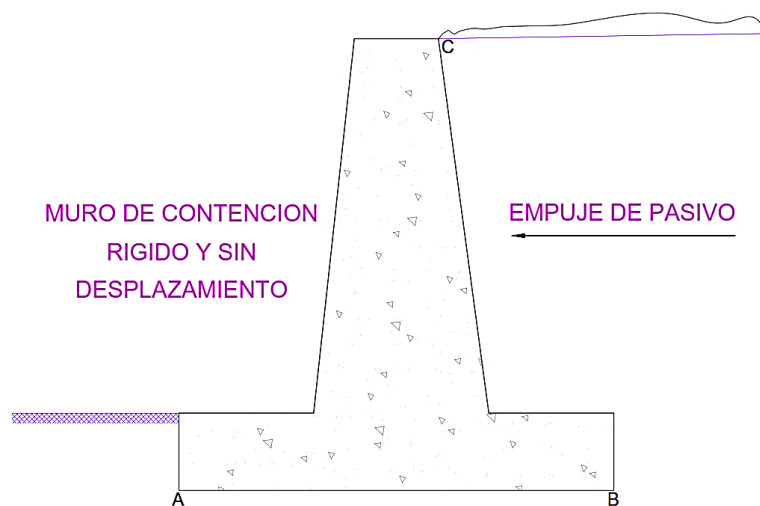 C
MURO DE CONTENCION
RIGIDO Y SIN
DESPLAZAMIENTO
EMPUJE DE PASIVO
A
B